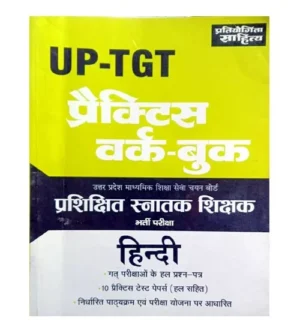 प्रतियोगिता
साहित्य
UP-TGT
प्रैक्टिस
वर्क-बुक
उत्तर प्रदेश माध्यमिक शिक्षा सेवा चयन बोर्ड
प्रशिक्षित स्नातक शिक्षक
भर्ती परीक्षा
हिन्दी
• गत् परीक्षाओं के हल प्रश्न-पत्र
• 10 प्रैक्टिस टेस्ट पेपर्स (हल सहित)
• निर्धारित पाठ्यक्रम एवं परीक्षा योजना पर आधारित